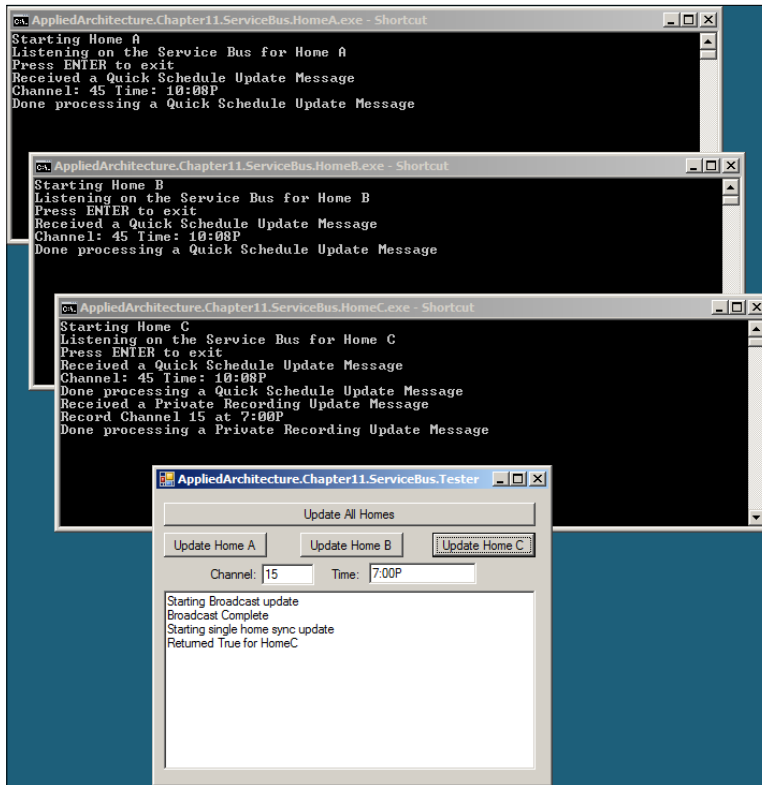 AppliedArchitecture.Chapter11.ServiceBus.HomeA.exe - Shortcut
Starting Home A
Listening on the Service Bus for Home A
Press ENTER to exit
Received a Quick Schedule Update Message
Channel: 45 Time: 10:08P
Done processing a Quick Schedule Update Message
AppliedArchitecture.Chapter11.ServiceBus.HomeB.exe - Shortcut
Starting Home B
Listening on the Service Bus for Home B
Press ENTER to exit
Received a Quick Schedule Update Message
Channel: 45 Time: 10:08P
Done processing a Quick Schedule Update Message
AppliedArchitecture.Chapter11.ServiceBus.HomeC.exe - Shortcut
Starting Home C
Listening on the Service Bus for Home C
Press ENTER to exit
Received a Quick Schedule Update Message
Channel: 45 Time: 10:08P
Done processing a Quick Schedule Update Message
Received a Private Recording Update Message
Record Channel 15 at 7:00P
Done processing a Private Recording Update Message
AppliedArchitecture.Chapter11.ServiceBus.Tester
Update All Homes
Update Home A Update Home B Update Home C
Channel: 15 Time: 7:00P
Starting Broadcast update
Broadcast Complete
Starting single home sync update
Returned True for HomeC